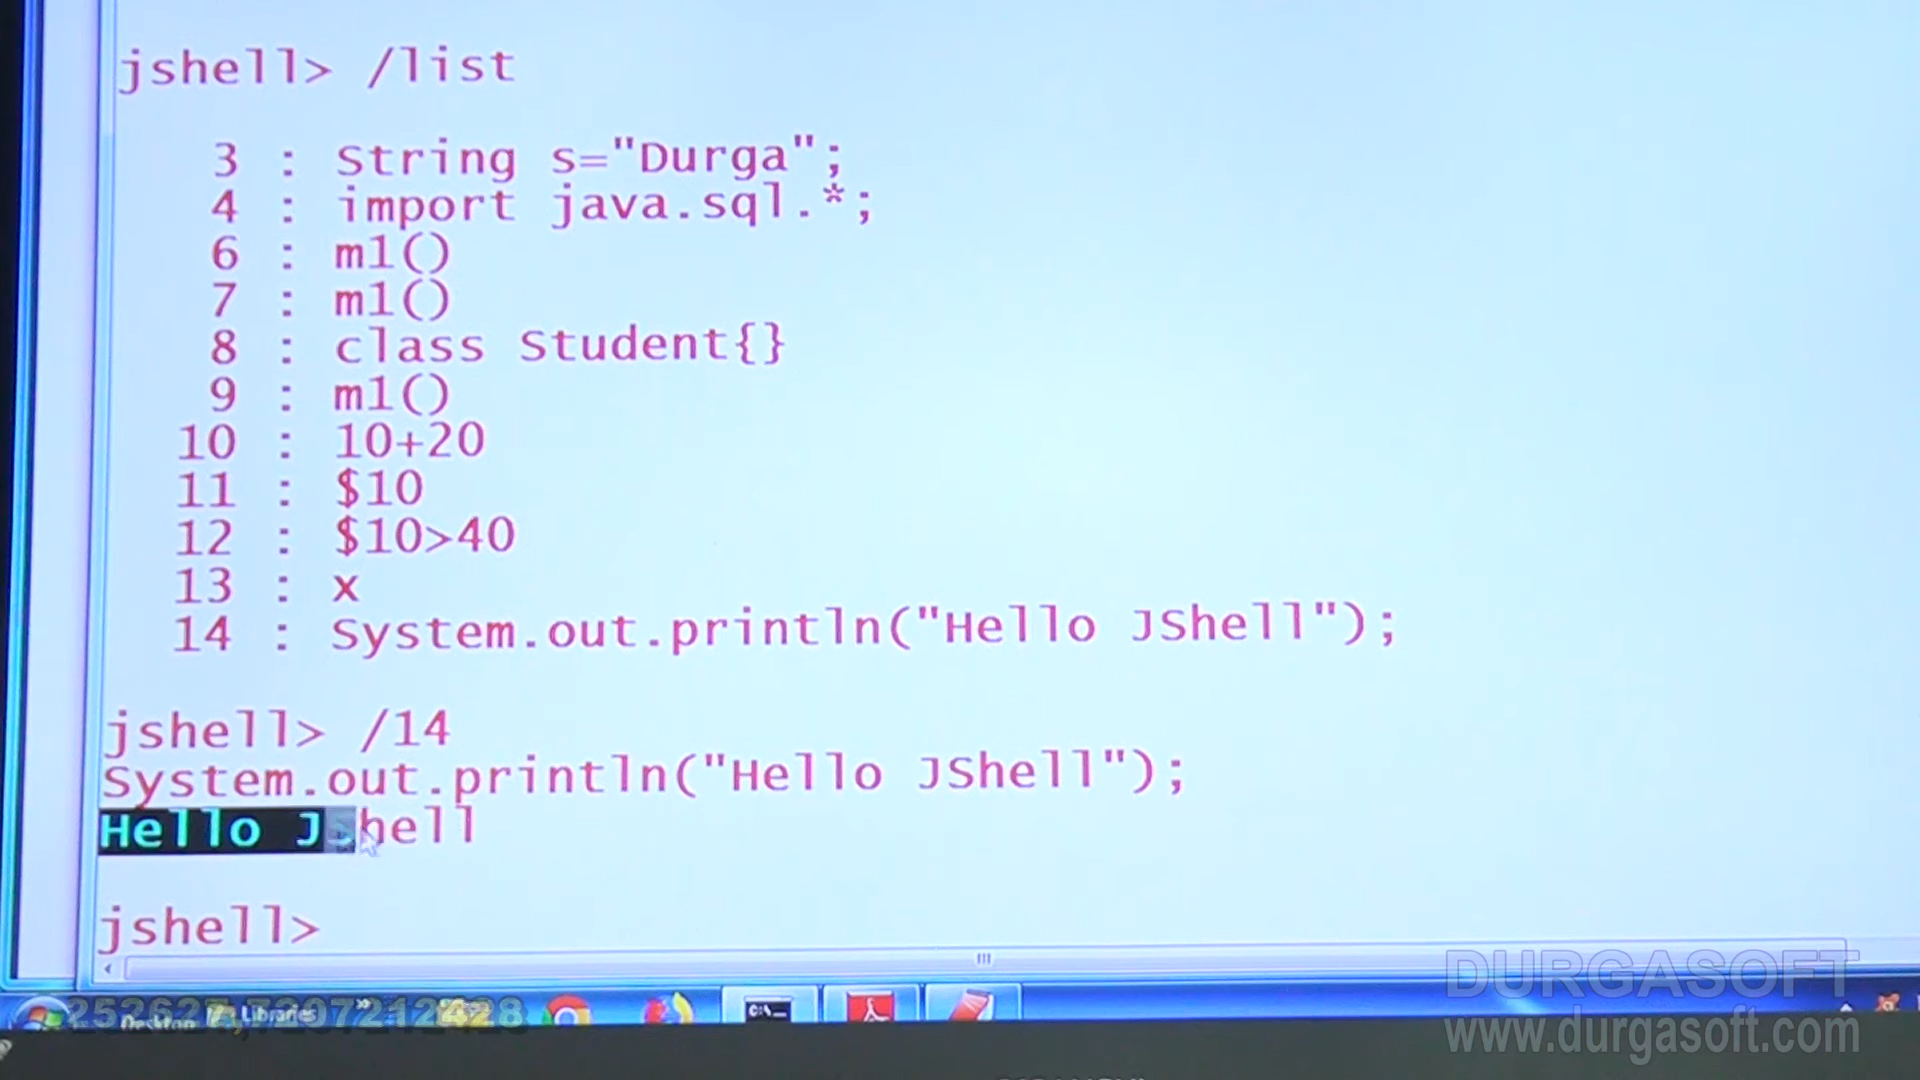 jshell> /list
3 : String s="Durga";
4 : import java.sql.*;
6 : m1()
7 : m1()
8 : class Student{}
9 : m1()
10 : 10+20
11 : $10
12 : $10>40
13 : x
14 : System.out.println("Hello JShell");
jshell> /14
System.out.println("Hello JShell");
Hello JShell
jshell>
DURGASOFT
Desktop
Libraries
www.durgasoft.com